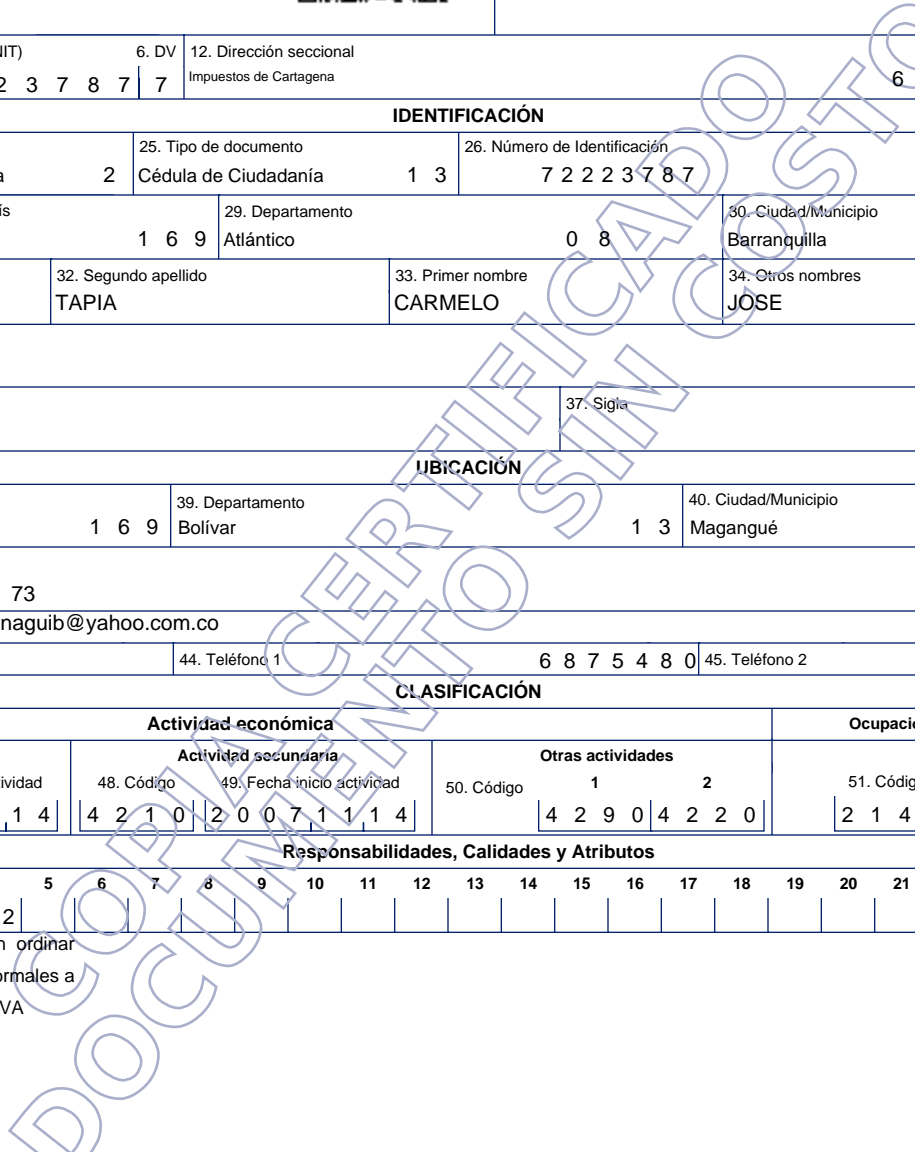 NIT) 6. DV 12. Dirección seccional
2 3 7 8 7 7 Impuestos de Cartagena 6
IDENTIFICACIÓN
25. Tipo de documento 26. Número de Identificación
a 2 Cédula de Ciudadanía 1 3 7 2 2 2 3 7 8 7
ís 29. Departamento 30. Ciudad/Municipio
1 6 9 Atlántico 0 8 Barranquilla
32. Segundo apellido 33. Primer nombre 34. Otros nombres
TAPIA CARMELO JOSE
37. Sigla
UBICACIÓN
39. Departamento 40. Ciudad/Municipio
1 6 9 Bolívar 1 3 Magangué
73
naguib@yahoo.com.co
44. Teléfono 1 6 8 7 5 4 8 0 45. Teléfono 2
CLASIFICACIÓN
Actividad económica Ocupació
Actividad secundaria Otras actividades
ividad 48. Código 49. Fecha inicio actividad 50. Código 1 2 51. Códig
1 4 4 2 1 0 2 0 0 7 1 1 1 4 4 2 9 0 4 2 2 0 2 1 4
Responsabilidades, Calidades y Atributos
5 6 7 8 9 10 11 12 13 14 15 16 17 18 19 20 21
2
n ordinar
ormales a
VA
COPIA CERTIFICADO
DOCUMENTO SIN COSTO